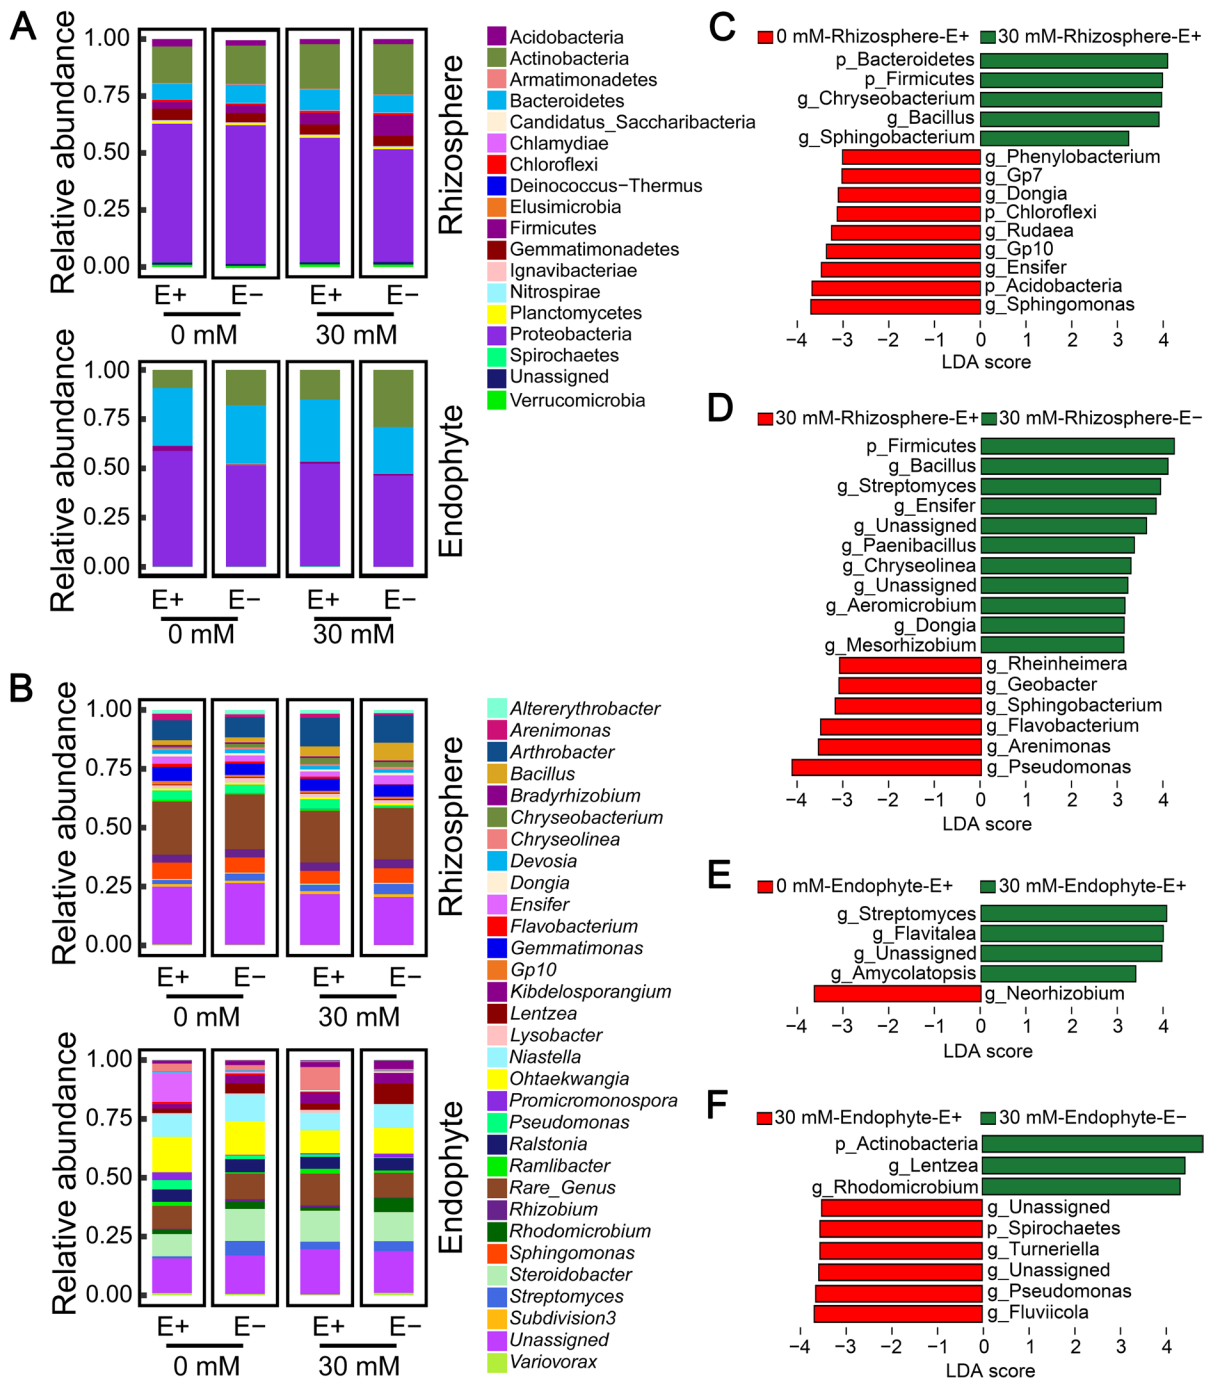 A
Relative abundance
1.00
0.75
0.50
0.25
0.00
E+
E−
E+
E−
0 mM
30 mM
Rhizosphere
Relative abundance
1.00
0.75
0.50
0.25
0.00
E+
E−
E+
E−
0 mM
30 mM
Endophyte
Acidobacteria
Actinobacteria
Armatimonadetes
Bacteroidetes
Candidatus_Saccharibacteria
Chlamydiae
Chloroflexi
Deinococcus−Thermus
Elusimicrobia
Firmicutes
Gemmatimonadetes
Ignavibacteriae
Nitrospirae
Planctomycetes
Proteobacteria
Spirochaetes
Unassigned
Verrucomicrobia
B
Relative abundance
1.00
0.75
0.50
0.25
0.00
E+
E−
E+
E−
0 mM
30 mM
Rhizosphere
Relative abundance
1.00
0.75
0.50
0.25
0.00
E+
E−
E+
E−
0 mM
30 mM
Endophyte
Altererythrobacter
Arenimonas
Arthrobacter
Bacillus
Bradyrhizobium
Chryseobacterium
Chryseolinea
Devosia
Dongia
Ensifer
Flavobacterium
Gemmatimonas
Gp10
Kibdelosporangium
Lentzea
Lysobacter
Niastella
Ohtaekwangia
Promicromonospora
Pseudomonas
Ralstonia
Ramlibacter
Rare_Genus
Rhizobium
Rhodomicrobium
Sphingomonas
Steroidobacter
Streptomyces
Subdivision3
Unassigned
Variovorax
C
0 mM-Rhizosphere-E+ 30 mM-Rhizosphere-E+
p_Bacteroidetes
p_Firmicutes
g_Chryseobacterium
g_Bacillus
g_Sphingobacterium
g_Phenylobacterium
g_Gp7
g_Dongia
p_Chloroflexi
g_Rudaea
g_Gp10
g_Ensifer
p_Acidobacteria
g_Sphingomonas
−4 −3 −2 −1 0 1 2 3 4
LDA score
D
30 mM-Rhizosphere-E+ 30 mM-Rhizosphere-E−
p_Firmicutes
g_Bacillus
g_Streptomyces
g_Ensifer
g_Unassigned
g_Paenibacillus
g_Chryseolinea
g_Unassigned
g_Aeromicrobium
g_Dongia
g_Mesorhizobium
g_Rheinheimera
g_Geobacter
g_Sphingobacterium
g_Flavobacterium
g_Arenimonas
g_Pseudomonas
−4 −3 −2 −1 0 1 2 3 4
LDA score
E
0 mM-Endophyte-E+ 30 mM-Endophyte-E+
g_Streptomyces
g_Flavitalea
g_Unassigned
g_Amycolatopsis
g_Neorhizobium
−4 −3 −2 −1 0 1 2 3 4
LDA score
F
30 mM-Endophyte-E+ 30 mM-Endophyte-E−
p_Actinobacteria
g_Lentzea
g_Rhodomicrobium
g_Unassigned
p_Spirochaetes
g_Turneriella
g_Unassigned
g_Pseudomonas
g_Fluviicola
−4 −3 −2 −1 0 1 2 3 4
LDA score